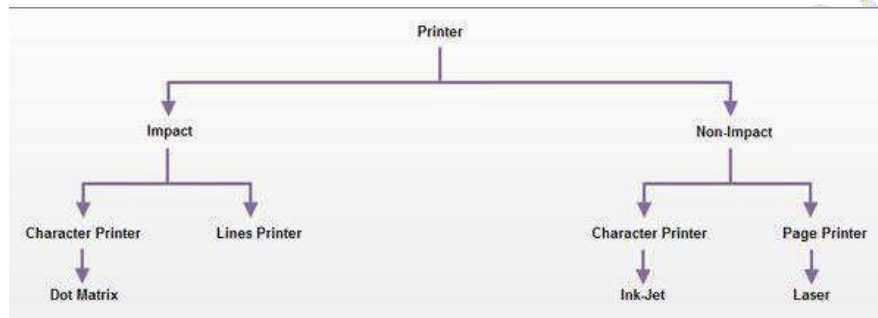 Printer
Impact Non-Impact
Character Printer Lines Printer Character Printer Page Printer
Dot Matrix Ink-Jet Laser